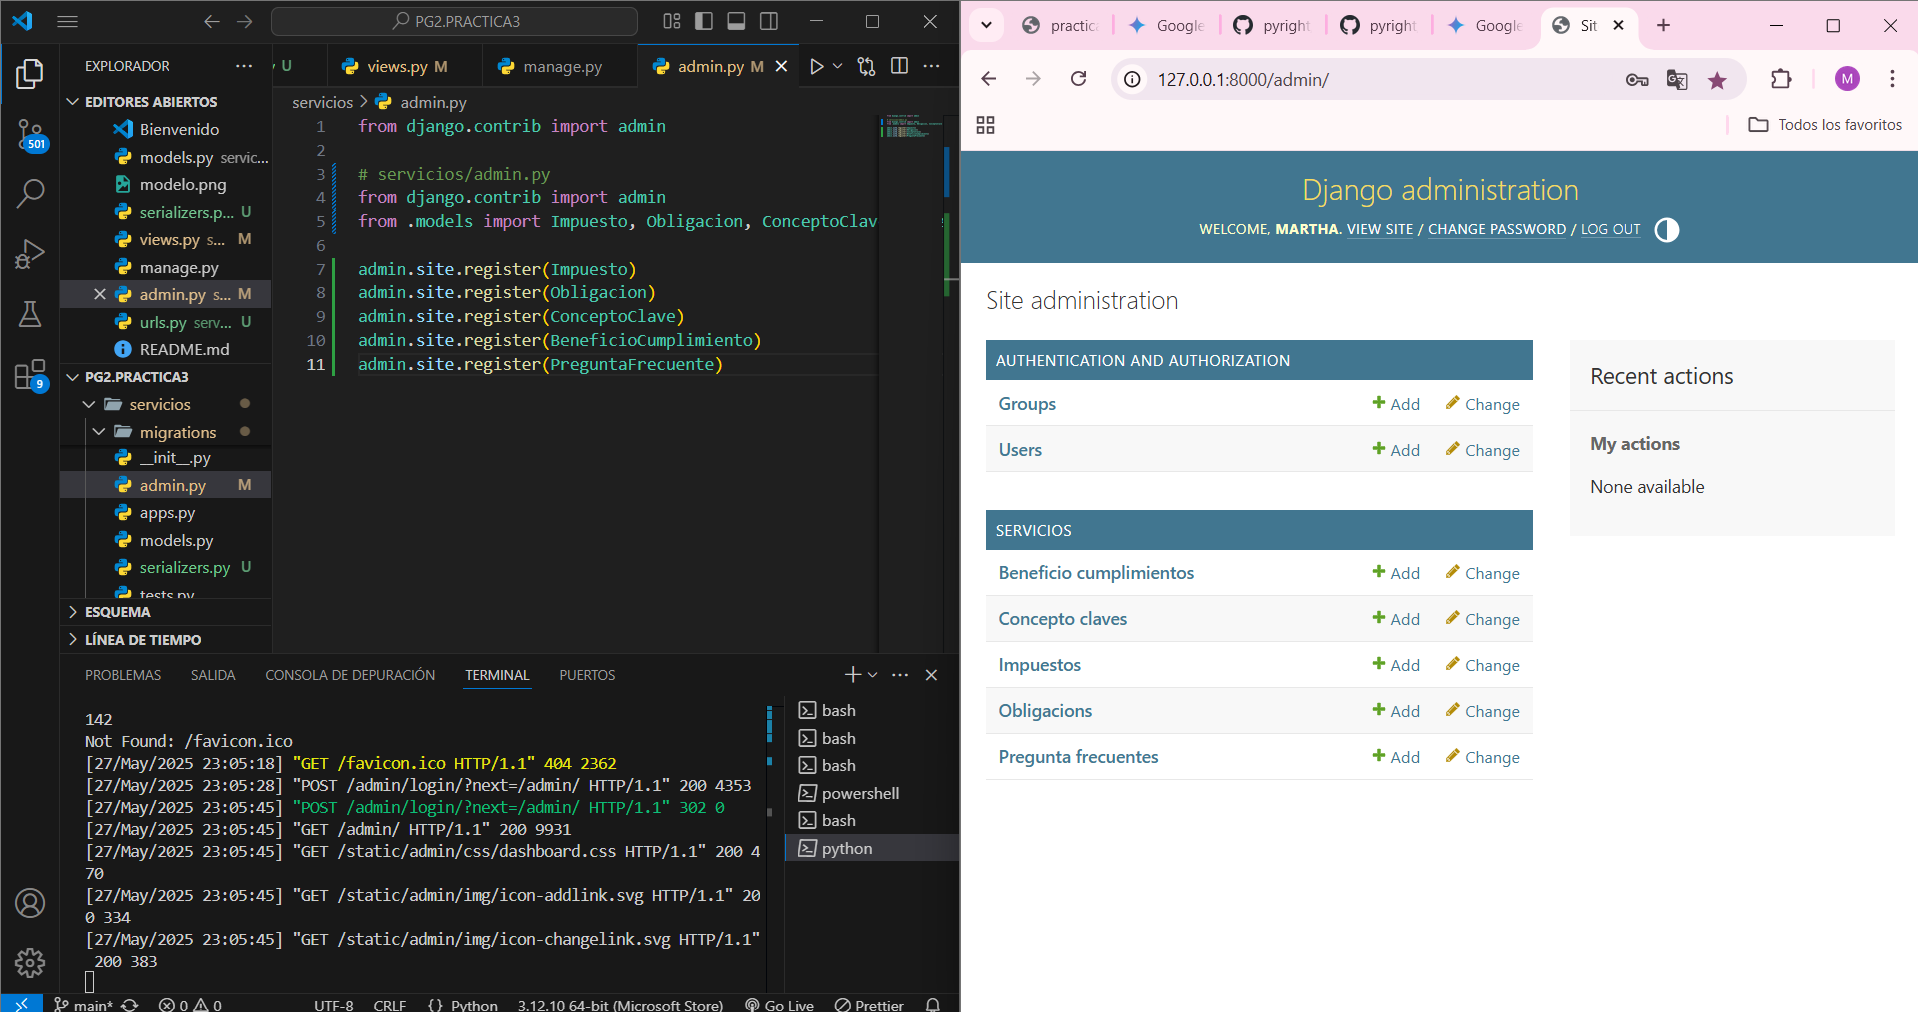 PG2.PRACTICA3
EXPLORADOR
EDITORES ABIERTOS
Bienvenido
models.py servic...
modelo.png
serializers.p... U
views.py s... M
manage.py
admin.py s... M
urls.py serv... U
README.md
PG2.PRACTICA3
servicios
migrations
__init__.py
admin.py M
apps.py
models.py
serializers.py U
tests.py
ESQUEMA
LÍNEA DE TIEMPO
501
9
U views.py M manage.py admin.py M
servicios > admin.py
1 from django.contrib import admin
2
3 # servicios/admin.py
4 from django.contrib import admin
5 from .models import Impuesto, Obligacion, ConceptoClav
6
7 admin.site.register(Impuesto)
8 admin.site.register(Obligacion)
9 admin.site.register(ConceptoClave)
10 admin.site.register(BeneficioCumplimiento)
11 admin.site.register(PreguntaFrecuente)
PROBLEMAS SALIDA CONSOLA DE DEPURACIÓN TERMINAL PUERTOS
142
Not Found: /favicon.ico
[27/May/2025 23:05:18] "GET /favicon.ico HTTP/1.1" 404 2362
[27/May/2025 23:05:28] "POST /admin/login/?next=/admin/ HTTP/1.1" 200 4353
[27/May/2025 23:05:45] "POST /admin/login/?next=/admin/ HTTP/1.1" 302 0
[27/May/2025 23:05:45] "GET /admin/ HTTP/1.1" 200 9931
[27/May/2025 23:05:45] "GET /static/admin/css/dashboard.css HTTP/1.1" 200 4
70
[27/May/2025 23:05:45] "GET /static/admin/img/icon-addlink.svg HTTP/1.1" 20
0 334
[27/May/2025 23:05:45] "GET /static/admin/img/icon-changelink.svg HTTP/1.1"
200 383
bash
bash
bash
powershell
bash
python
main* 0 0 UTF-8 CRLF {} Python 3.12.10 64-bit (Microsoft Store) Go Live Prettier
practica Google pyright pyright Google Sit
127.0.0.1:8000/admin/
M
Todos los favoritos
Django administration
WELCOME, MARTHA. VIEW SITE / CHANGE PASSWORD / LOG OUT
Site administration
AUTHENTICATION AND AUTHORIZATION
Groups Add Change
Users Add Change
SERVICIOS
Beneficio cumplimientos Add Change
Concepto claves Add Change
Impuestos Add Change
Obligacions Add Change
Pregunta frecuentes Add Change
Recent actions
My actions
None available